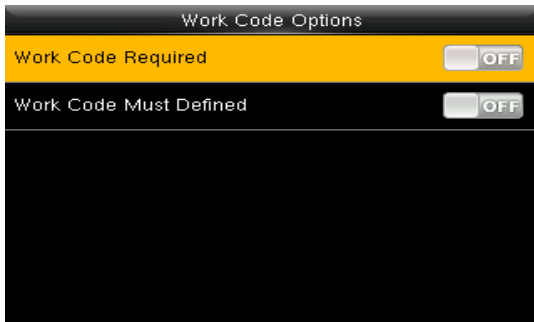 Work Code Options
Work Code Required OFF
Work Code Must Defined OFF